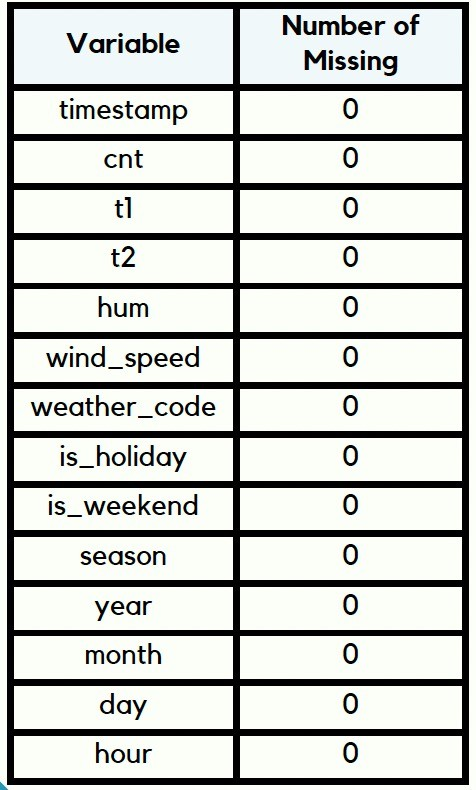 Variable Number of
Missing
timestamp 0
cnt 0
t1 0
t2 0
hum 0
wind_speed 0
weather_code 0
is_holiday 0
is_weekend 0
season 0
year 0
month 0
day 0
hour 0